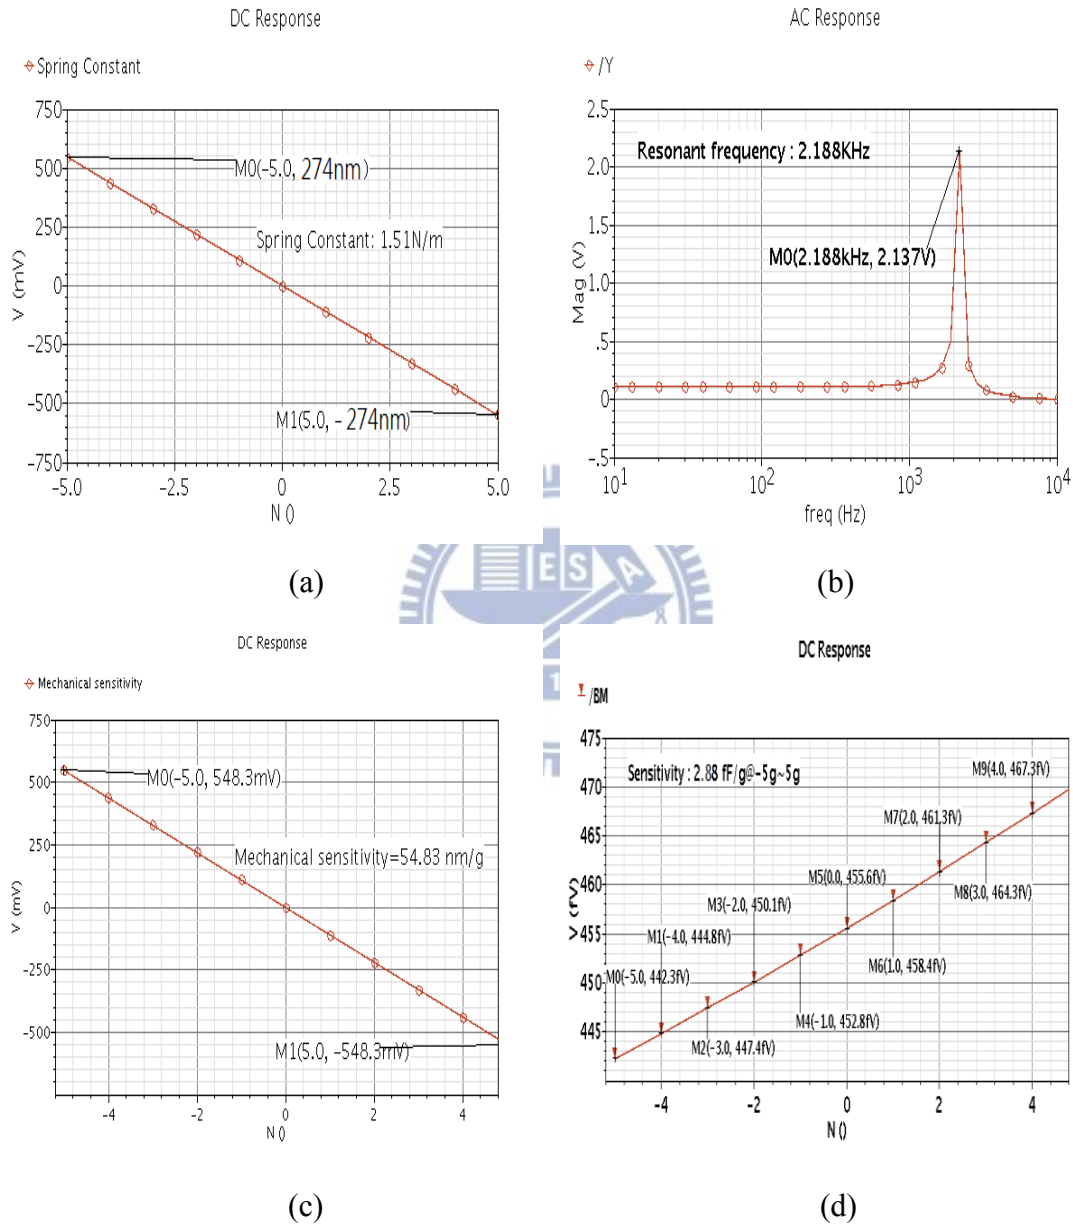 DC Response
Spring Constant
750
500
250
0
-250
-500
-750
V (mV)
M0(-5.0, 274nm)
Spring Constant: 1.51N/m
M1(5.0, -274nm)
-5.0 -2.5 0 2.5 5.0
N ()
(a)
AC Response
/Y
2.5
2.0
1.5
1.0
.5
0
-.5
Mag (V)
Resonant frequency : 2.188KHz
M0(2.188kHz, 2.137V)
10^1 10^2 10^3 10^4
freq (Hz)
(b)
E S A
DC Response
Mechanical sensitivity
750
500
250
0
-250
-500
V (mV)
M0(-5.0, 548.3mV)
Mechanical sensitivity=54.83 nm/g
M1(5.0, -548.3mV)
-4 -2 0 2 4
N ()
(c)
1
DC Response
/BM
475
470
465
460
455
450
445
V (fV)
Sensitivity : 2.88 fF/g@-5g~5g
M9(4.0, 467.3fV)
M7(2.0, 461.3fV)
M5(0.0, 455.6fV)
M8(3.0, 464.3fV)
M3(-2.0, 450.1fV)
M1(-4.0, 444.8fV)
M6(1.0, 458.4fV)
M0(-5.0, 442.3fV)
M4(-1.0, 452.8fV)
M2(-3.0, 447.4fV)
-4 -2 0 2 4
N ()
(d)